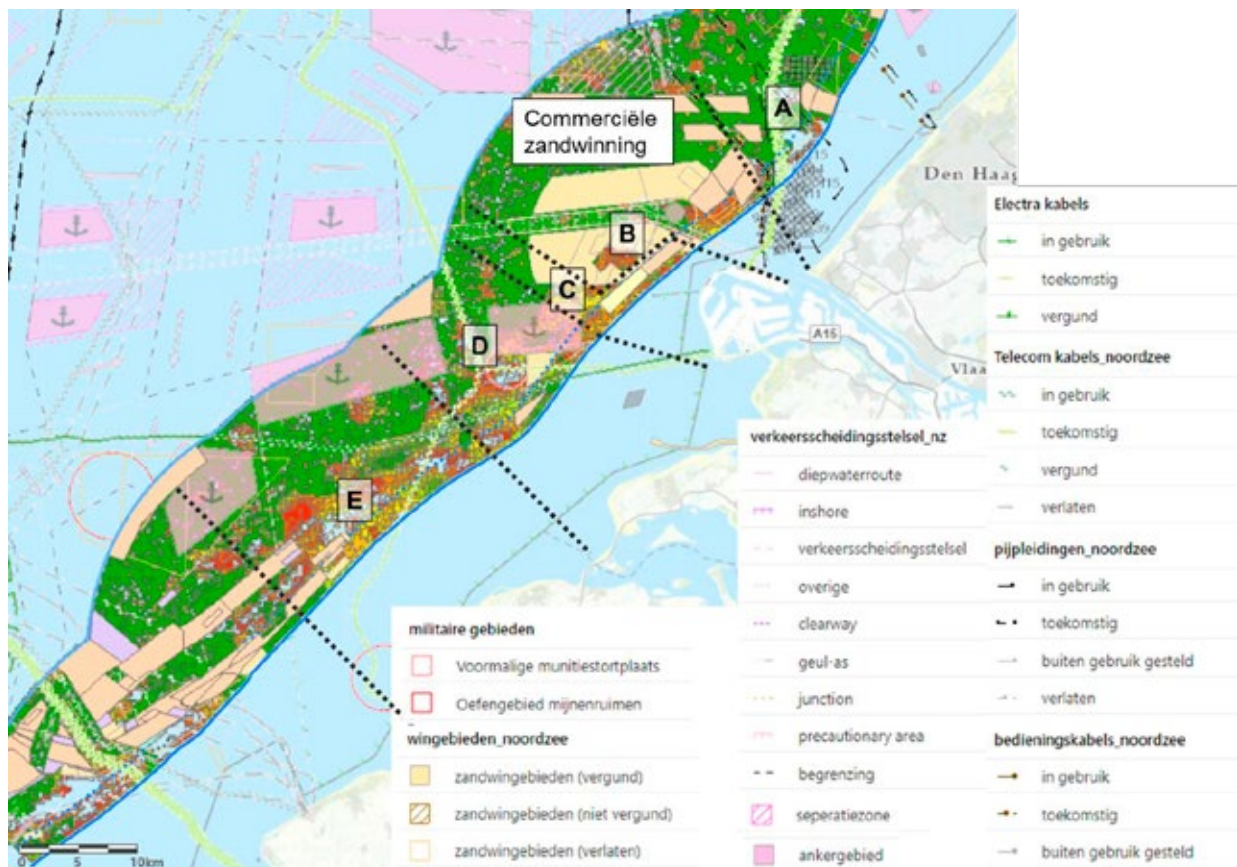 Commerciële
zandwinning
A
B
C
D
E
Den Haag
A15
Vlaa
0 5 10km
militaire gebieden
Voormalige munitiestortplaats
Oefengebied mijnenruimen
wingebieden_noordzee
zandwingebieden (vergund)
zandwingebieden (niet vergund)
zandwingebieden (verlaten)
verkeersscheidingsstelsel_nz
diepwaterroute
inshore
verkeersscheidingsstelsel
overige
clearway
geul-as
junction
precautionary area
begrenzing
seperatiezone
ankergebied
Electra kabels
in gebruik
toekomstig
vergund
Telecom kabels_noordzee
in gebruik
toekomstig
vergund
verlaten
pijpleidingen_noordzee
in gebruik
toekomstig
buiten gebruik gesteld
verlaten
bedieningskabels_noordzee
in gebruik
toekomstig
buiten gebruik gesteld